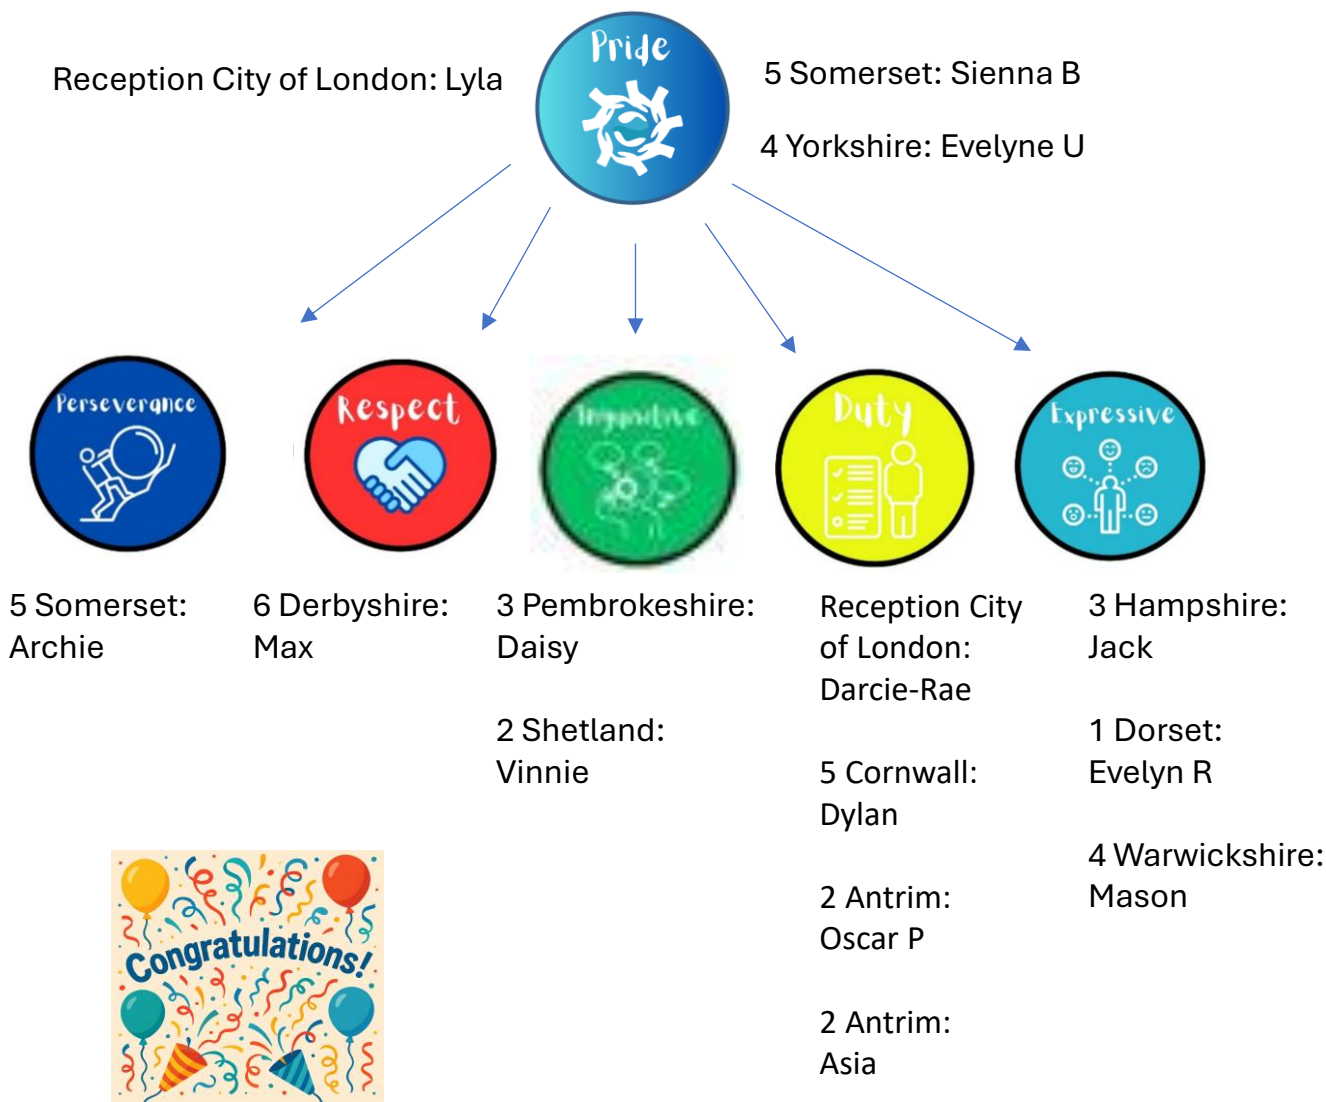 Pride
Reception City of London: Lyla
5 Somerset: Sienna B
4 Yorkshire: Evelyne U
Perseverance
Respect
Duty
Expressive
5 Somerset:
Archie
6 Derbyshire:
Max
3 Pembrokeshire:
Daisy
2 Shetland:
Vinnie
Reception City
of London:
Darcie-Rae
5 Cornwall:
Dylan
2 Antrim:
Oscar P
2 Antrim:
Asia
3 Hampshire:
Jack
1 Dorset:
Evelyn R
4 Warwickshire:
Mason
Congratulations!